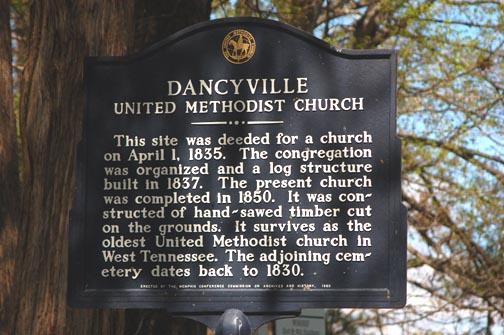 DANCYVILLE
UNITED METHODIST CHURCH
This site was deeded for a church
on April 1, 1835. The congregation
was organized and a log structure
built in 1837. The present church
was completed in 1850. It was con-
structed of hand-sawed timber cut
on the grounds. It survives as the
oldest United Methodist church in
West Tennessee. The adjoining cem-
etery dates back to 1830.
ERECTED BY THE MEMPHIS CONFERENCE COMMISSION ON ARCHIVES AND HISTORY,